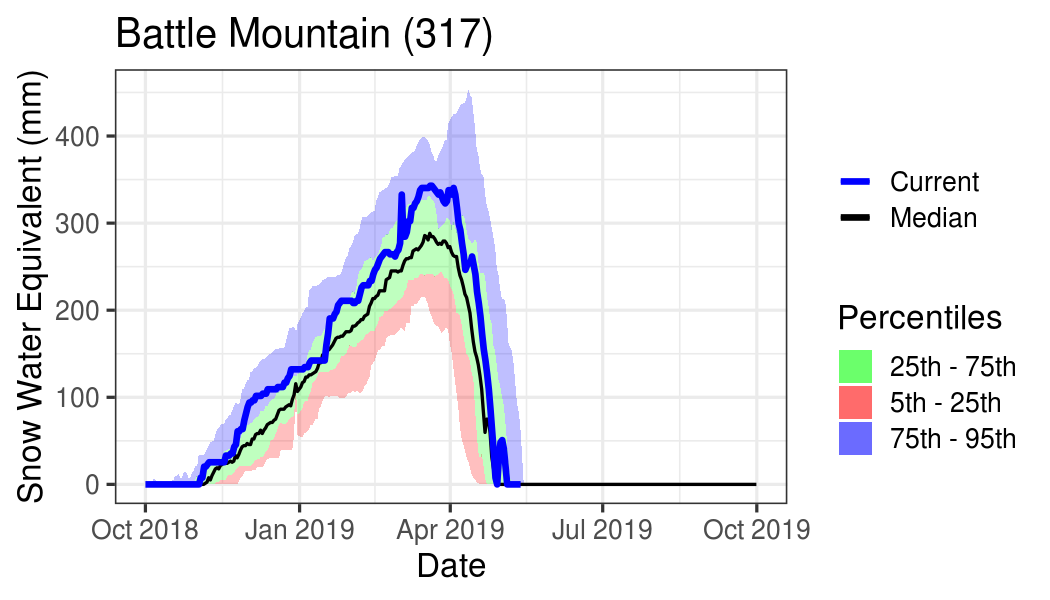 Battle Mountain (317)
Snow Water Equivalent (mm)
400
300
200
100
0
Oct 2018
Jan 2019
Apr 2019
Jul 2019
Oct 2019
Date
Current
Median
Percentiles
25th - 75th
5th - 25th
75th - 95th